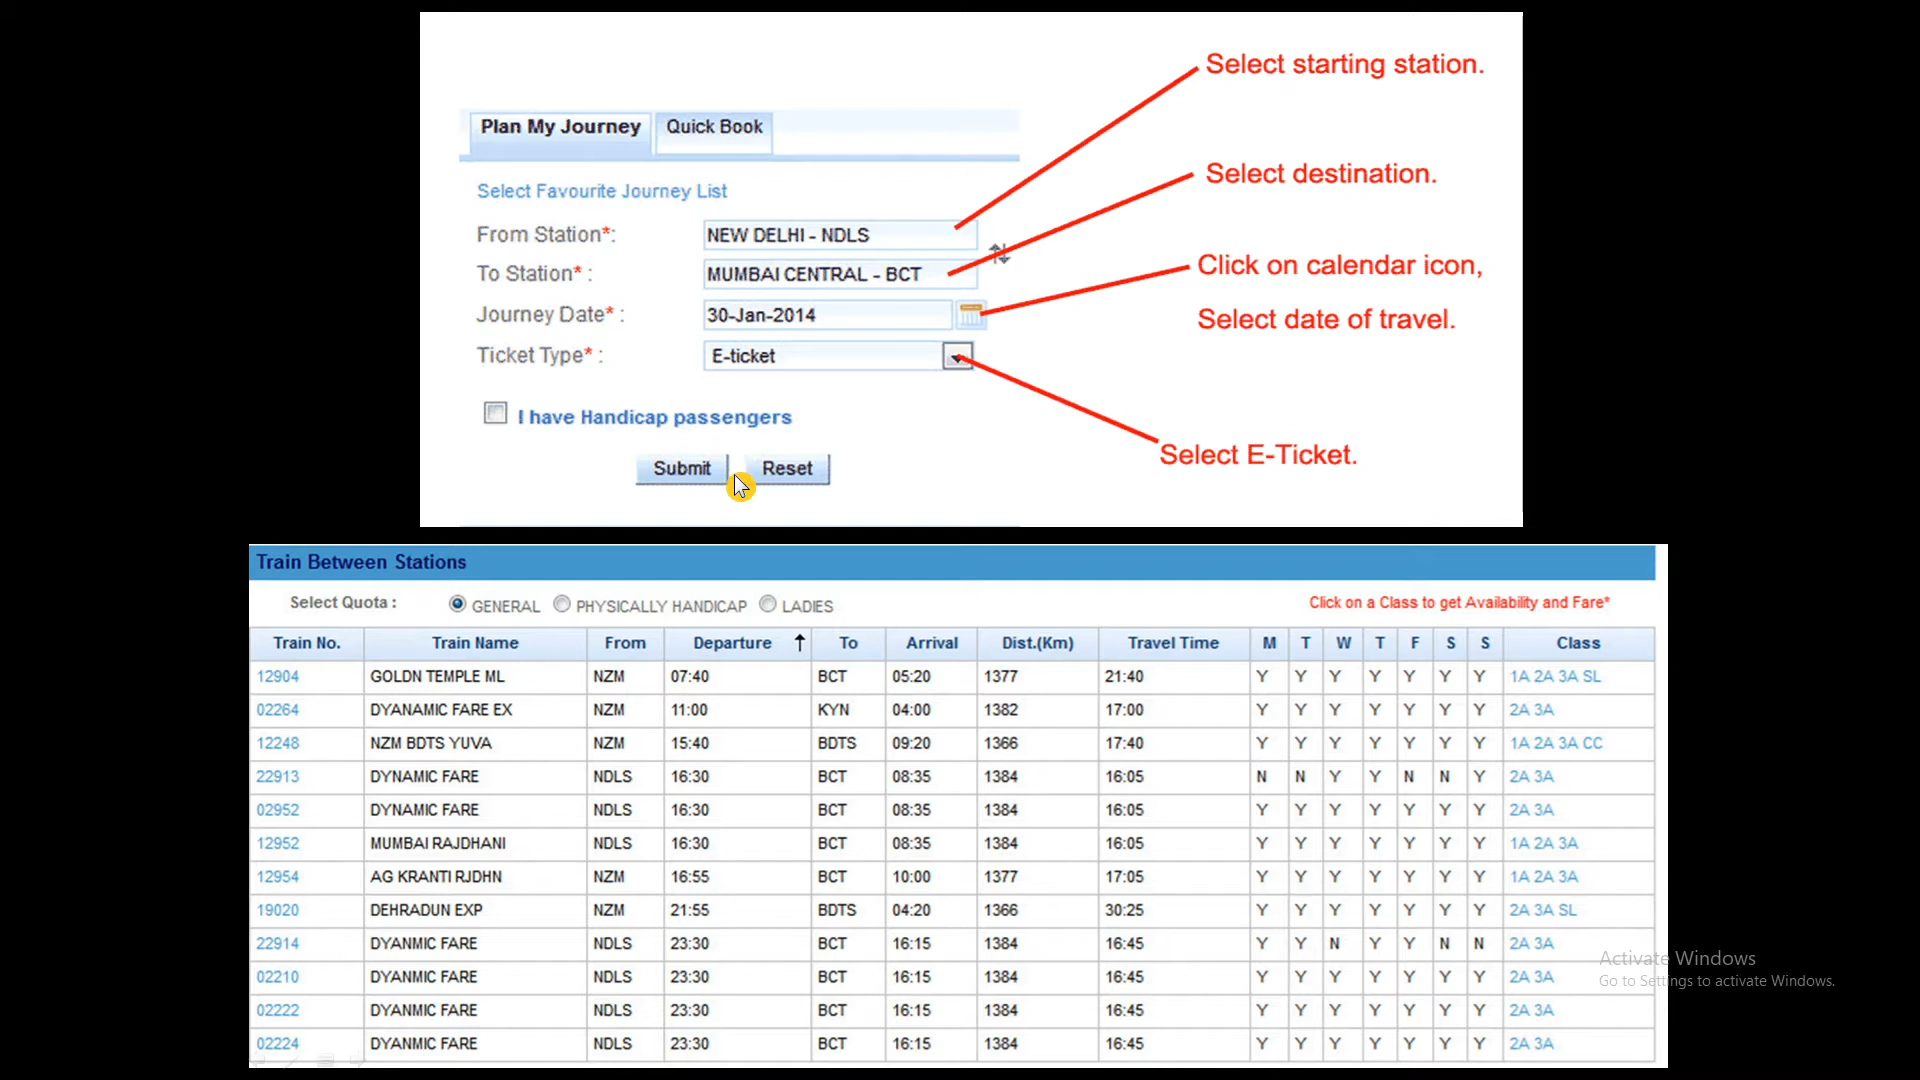 Select starting station.
Plan My Journey Quick Book
Select destination.
Select Favourite Journey List
From Station*: NEW DELHI - NDLS
To Station* : MUMBAI CENTRAL - BCT
Click on calendar icon,
Journey Date* : 30-Jan-2014
Select date of travel.
Ticket Type* : E-ticket
I have Handicap passengers
Select E-Ticket.
Submit Reset
Train Between Stations
Select Quota : GENERAL PHYSICALLY HANDICAP LADIES Click on a Class to get Availability and Fare*
Train No. Train Name From Departure ↑ To Arrival Dist.(Km) Travel Time M T W T F S S Class
12904 GOLDN TEMPLE ML NZM 07:40 BCT 05:20 1377 21:40 Y Y Y Y Y Y Y 1A 2A 3A SL
02264 DYANAMIC FARE EX NZM 11:00 KYN 04:00 1382 17:00 Y Y Y Y Y Y Y 2A 3A
12248 NZM BDTS YUVA NZM 15:40 BDTS 09:20 1366 17:40 Y Y Y Y Y Y Y 1A 2A 3A CC
22913 DYNAMIC FARE NDLS 16:30 BCT 08:35 1384 16:05 N N Y Y N N Y 2A 3A
02952 DYNAMIC FARE NDLS 16:30 BCT 08:35 1384 16:05 Y Y Y Y Y Y Y 2A 3A
12952 MUMBAI RAJDHANI NDLS 16:30 BCT 08:35 1384 16:05 Y Y Y Y Y Y Y 1A 2A 3A
12954 AG KRANTI RJDHN NZM 16:55 BCT 10:00 1377 17:05 Y Y Y Y Y Y Y 1A 2A 3A
19020 DEHRADUN EXP NZM 21:55 BDTS 04:20 1366 30:25 Y Y Y Y Y Y Y 2A 3A SL
22914 DYANMIC FARE NDLS 23:30 BCT 16:15 1384 16:45 Y Y N Y Y N N 2A 3A
02210 DYANMIC FARE NDLS 23:30 BCT 16:15 1384 16:45 Y Y Y Y Y Y Y 2A 3A
02222 DYANMIC FARE NDLS 23:30 BCT 16:15 1384 16:45 Y Y Y Y Y Y Y 2A 3A
02224 DYANMIC FARE NDLS 23:30 BCT 16:15 1384 16:45 Y Y Y Y Y Y Y 2A 3A
Activate Windows
Go to Settings to activate Windows.